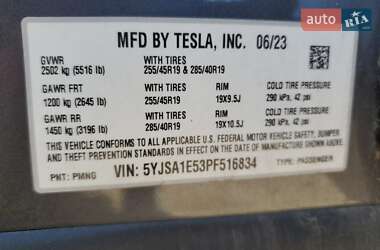 auto RIA.com
MFD BY TESLA, INC. 06/23
GVWR WITH TIRES
2502 kg (5516 lb) 255/45R19 & 285/40R19
GAWR FRT WITH TIRES RIM COLD TIRE PRESSURE
1200 kg (2645 lb) 255/45R19 19X9.5J 290 kPa, 42 psi
GAWR RR WITH TIRES RIM COLD TIRE PRESSURE
1450 kg (3196 lb) 285/40R19 19X10.5J 290 kPa, 42 psi
THIS VEHICLE CONFORMS TO ALL APPLICABLE U.S. FEDERAL MOTOR VEHICLE SAFETY, BUMPER
AND THEFT PREVENTION STANDARDS IN EFFECT ON THE DATE OF MANUFACTURE SHOWN ABOVE.
PNT: PMNG VIN: 5YJSA1E53PF516834 TYPE: PASSENGER